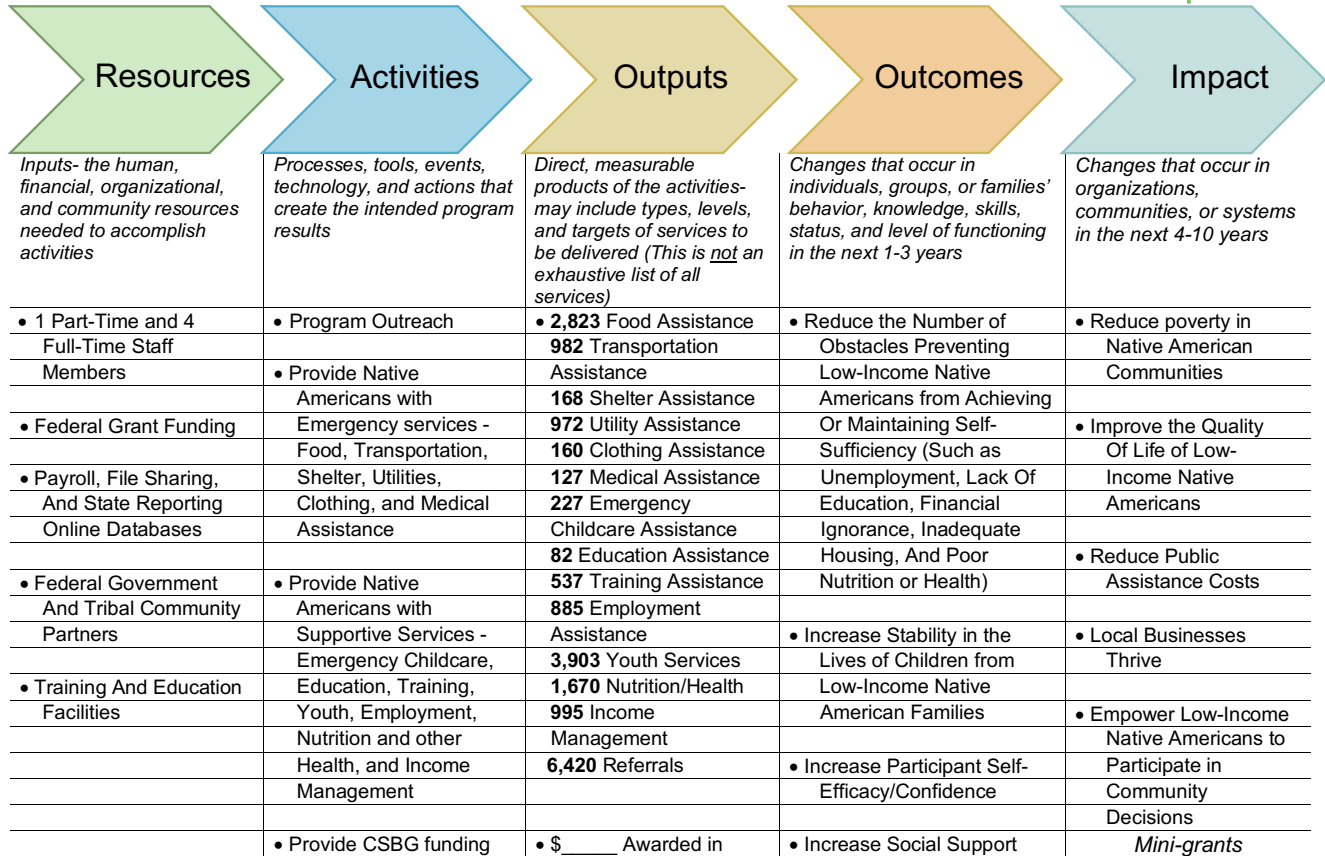 Resources
Activities
Outputs
Outcomes
Impact
Inputs- the human,
financial, organizational,
and community resources
needed to accomplish
activities
Processes, tools, events,
technology, and actions that
create the intended program
results
Direct, measurable
products of the activities-
may include types, levels,
and targets of services to
be delivered (This is not an
exhaustive list of all
services)
Changes that occur in
individuals, groups, or families’
behavior, knowledge, skills,
status, and level of functioning
in the next 1-3 years
Changes that occur in
organizations,
communities, or systems
in the next 4-10 years
• 1 Part-Time and 4
Full-Time Staff
Members
• Federal Grant Funding
• Payroll, File Sharing,
And State Reporting
Online Databases
• Federal Government
And Tribal Community
Partners
• Training And Education
Facilities
• Program Outreach
• Provide Native
Americans with
Emergency services -
Food, Transportation,
Shelter, Utilities,
Clothing, and Medical
Assistance
• Provide Native
Americans with
Supportive Services -
Emergency Childcare,
Education, Training,
Youth, Employment,
Nutrition and other
Health, and Income
Management
• Provide CSBG funding
• 2,823 Food Assistance
982 Transportation
Assistance
168 Shelter Assistance
972 Utility Assistance
160 Clothing Assistance
127 Medical Assistance
227 Emergency
Childcare Assistance
82 Education Assistance
537 Training Assistance
885 Employment
Assistance
3,903 Youth Services
1,670 Nutrition/Health
995 Income
Management
6,420 Referrals
• $_____ Awarded in
• Reduce the Number of
Obstacles Preventing
Low-Income Native
Americans from Achieving
Or Maintaining Self-
Sufficiency (Such as
Unemployment, Lack Of
Education, Financial
Ignorance, Inadequate
Housing, And Poor
Nutrition or Health)
• Increase Stability in the
Lives of Children from
Low-Income Native
American Families
• Increase Participant Self-
Efficacy/Confidence
• Increase Social Support
• Reduce poverty in
Native American
Communities
• Improve the Quality
Of Life of Low-
Income Native
Americans
• Reduce Public
Assistance Costs
• Local Businesses
Thrive
• Empower Low-Income
Native Americans to
Participate in
Community
Decisions
Mini-grants